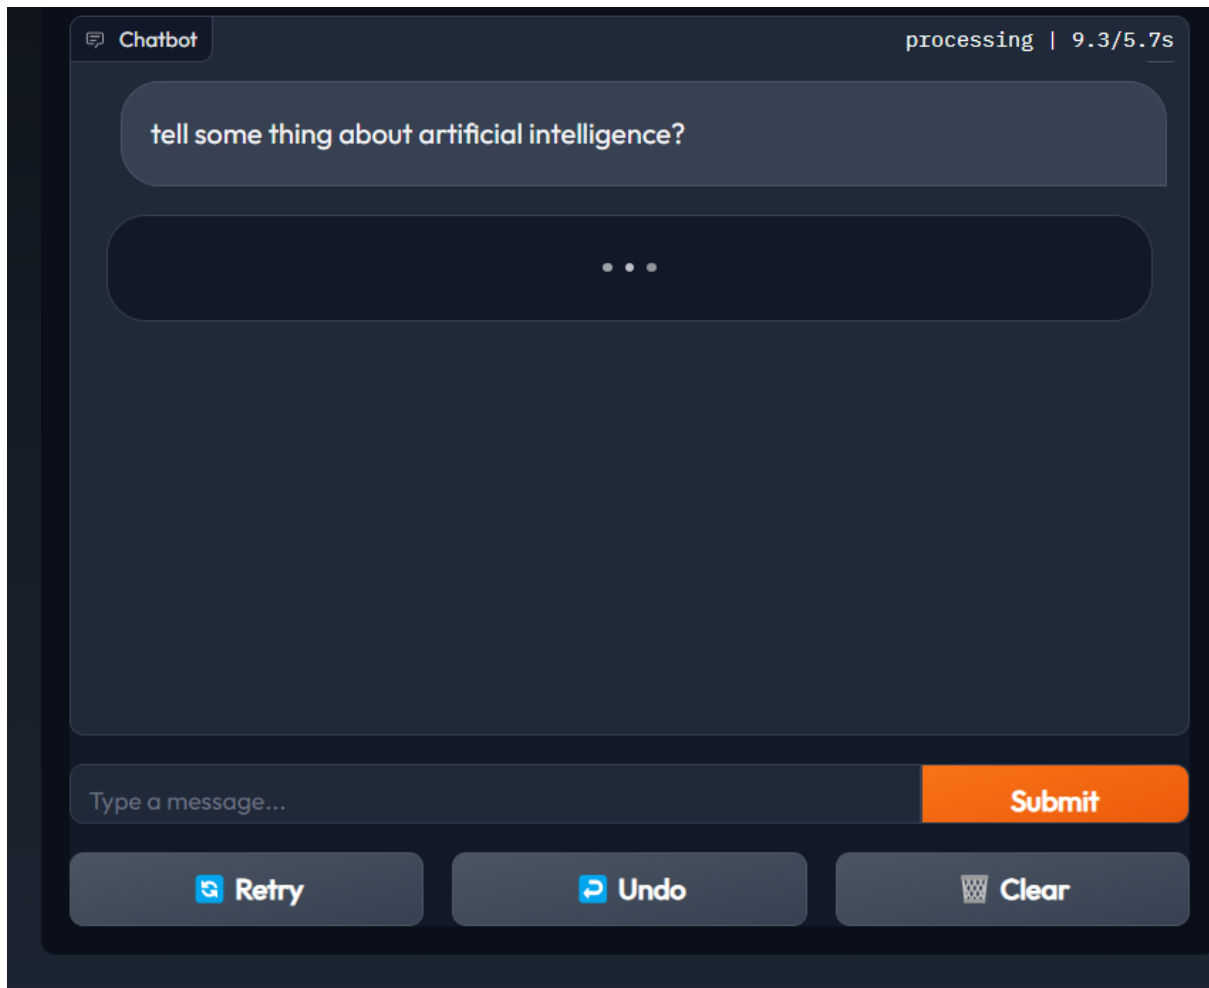 Chatbot
processing | 9.3/5.7s
tell some thing about artificial intelligence?
Type a message...
Submit
Retry
Undo
Clear